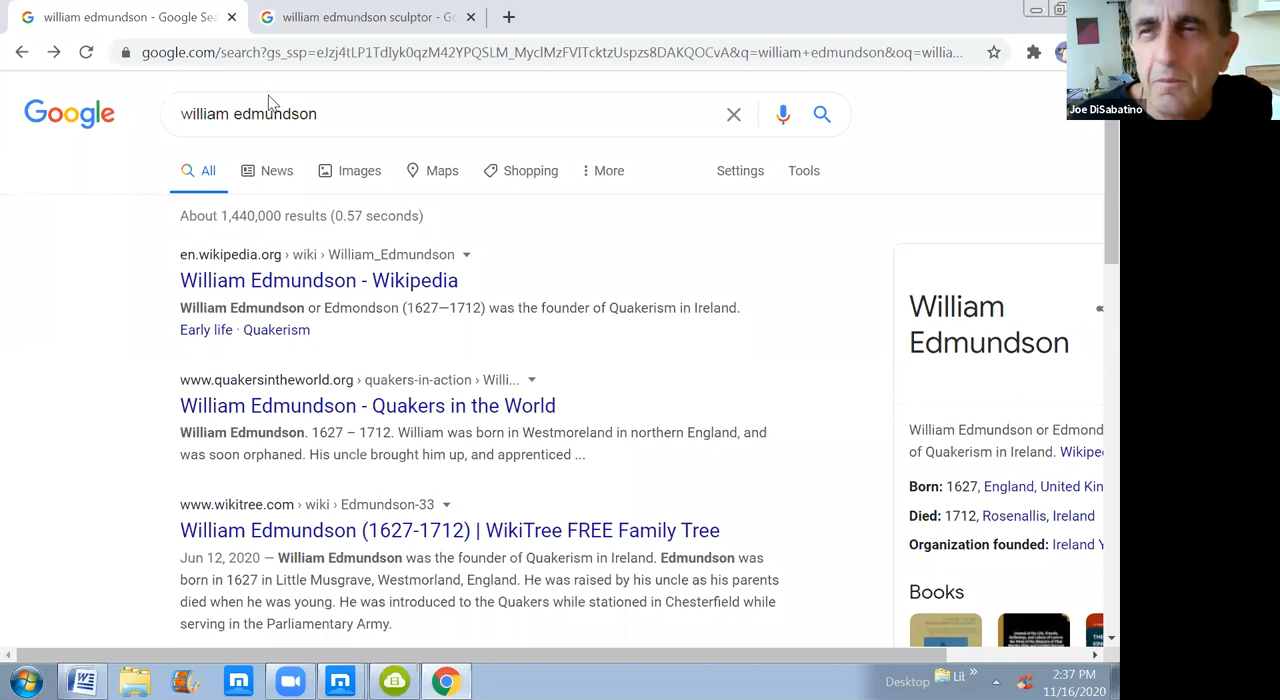 william edmundson - Google Sea
william edmundson sculptor - Go
google.com/search?gs_ssp=eJzj4tLP1Tdlyk0qzM42YPQSLM_MyclMzFVITcktzUspzs8DAKQOCvA&q=william+edmundson&oq=willia...
Joe DiSabatino
Google
william edmundson
All
News
Images
Maps
Shopping
More
Settings
Tools
About 1,440,000 results (0.57 seconds)
en.wikipedia.org › wiki › William_Edmundson
William Edmundson - Wikipedia
William Edmundson or Edmondson (1627—1712) was the founder of Quakerism in Ireland.
Early life · Quakerism
www.quakersintheworld.org › quakers-in-action › Willi...
William Edmundson - Quakers in the World
William Edmundson. 1627 – 1712. William was born in Westmoreland in northern England, and
was soon orphaned. His uncle brought him up, and apprenticed ...
www.wikitree.com › wiki › Edmundson-33
William Edmundson (1627-1712) | WikiTree FREE Family Tree
Jun 12, 2020 — William Edmundson was the founder of Quakerism in Ireland. Edmundson was
born in 1627 in Little Musgrave, Westmorland, England. He was raised by his uncle as his parents
died when he was young. He was introduced to the Quakers while stationed in Chesterfield while
serving in the Parliamentary Army.
William
Edmundson
William Edmundson or Edmond
of Quakerism in Ireland. Wikipe
Born: 1627, England, United Kin
Died: 1712, Rosenallis, Ireland
Organization founded: Ireland Y
Books
Desktop
Lib
2:37 PM
11/16/2020